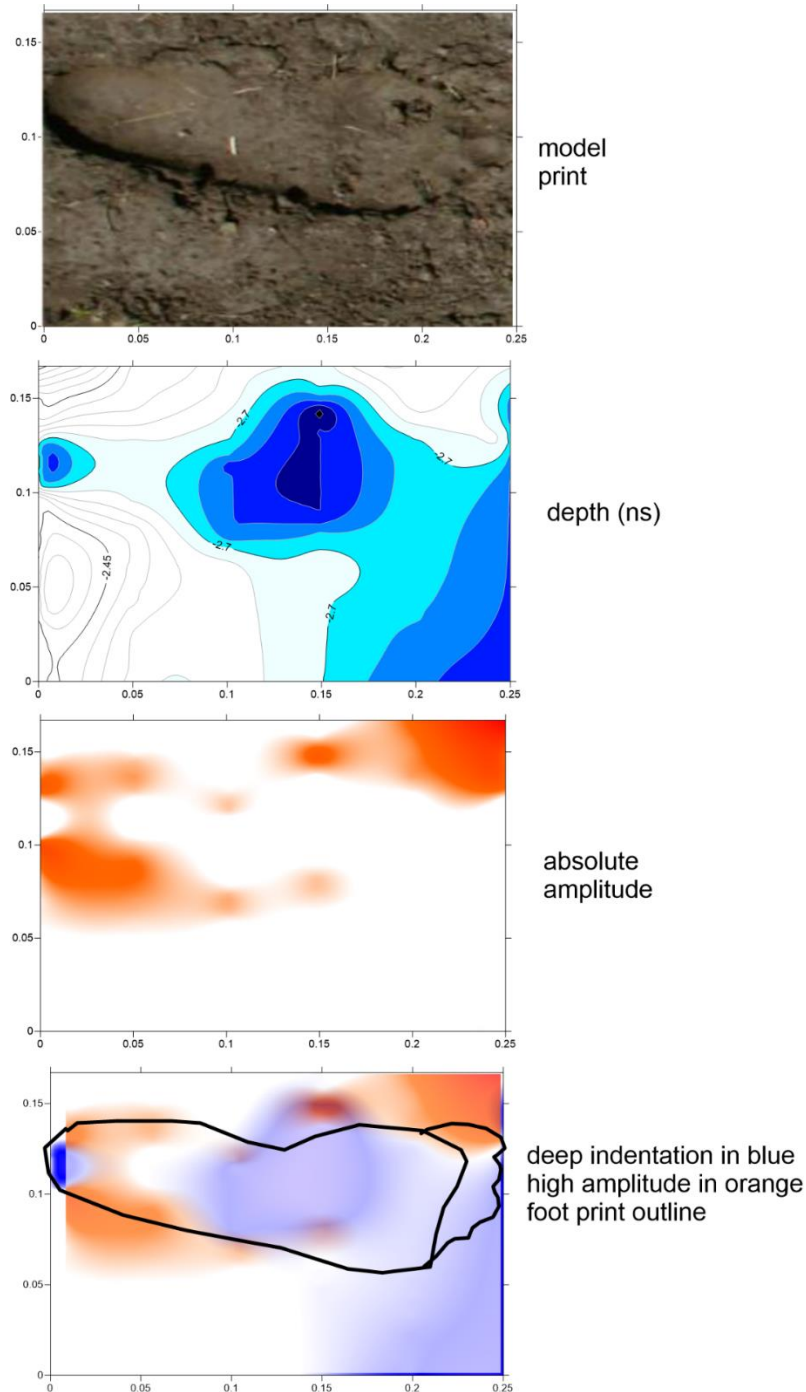 0.15
0.1
0.05
0
0 0.05 0.1 0.15 0.2 0.25
model
print
0.15
0.1
0.05
0
0 0.05 0.1 0.15 0.2 0.25
-2.7
-2.7
-2.7
-2.45
-2.7
depth (ns)
0.15
0.1
0.05
0
0 0.05 0.1 0.15 0.2 0.25
absolute
amplitude
0.15
0.1
0.05
0
0 0.05 0.1 0.15 0.2 0.25
deep indentation in blue
high amplitude in orange
foot print outline